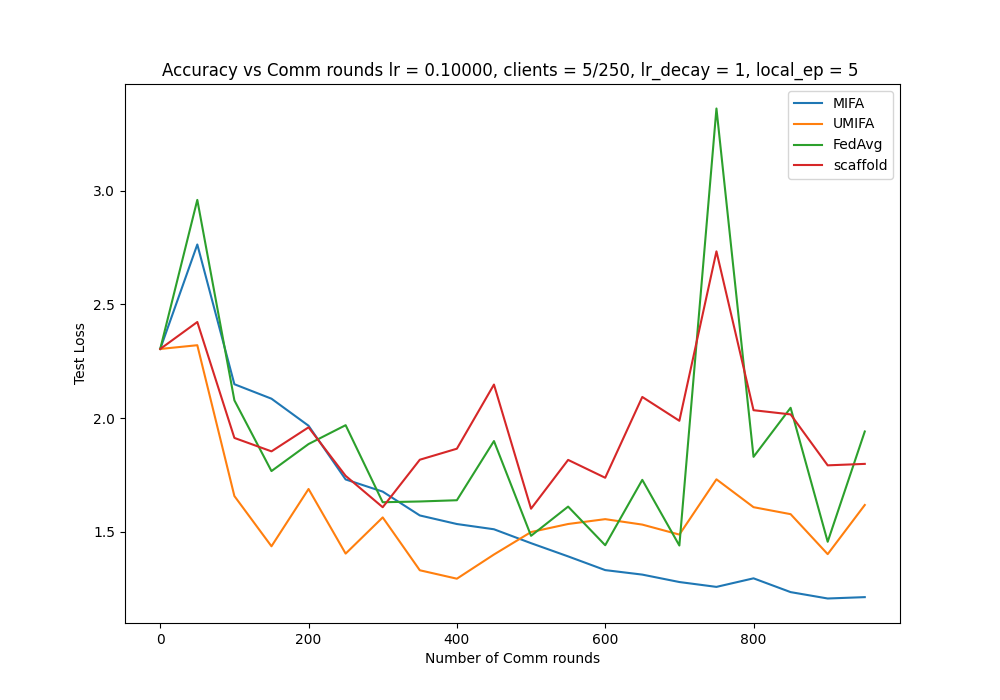 Accuracy vs Comm rounds lr = 0.10000, clients = 5/250, lr_decay = 1, local_ep = 5
MIFA
UMIFA
FedAvg
scaffold
Test Loss
3.0
2.5
2.0
1.5
0
200
400
600
800
Number of Comm rounds